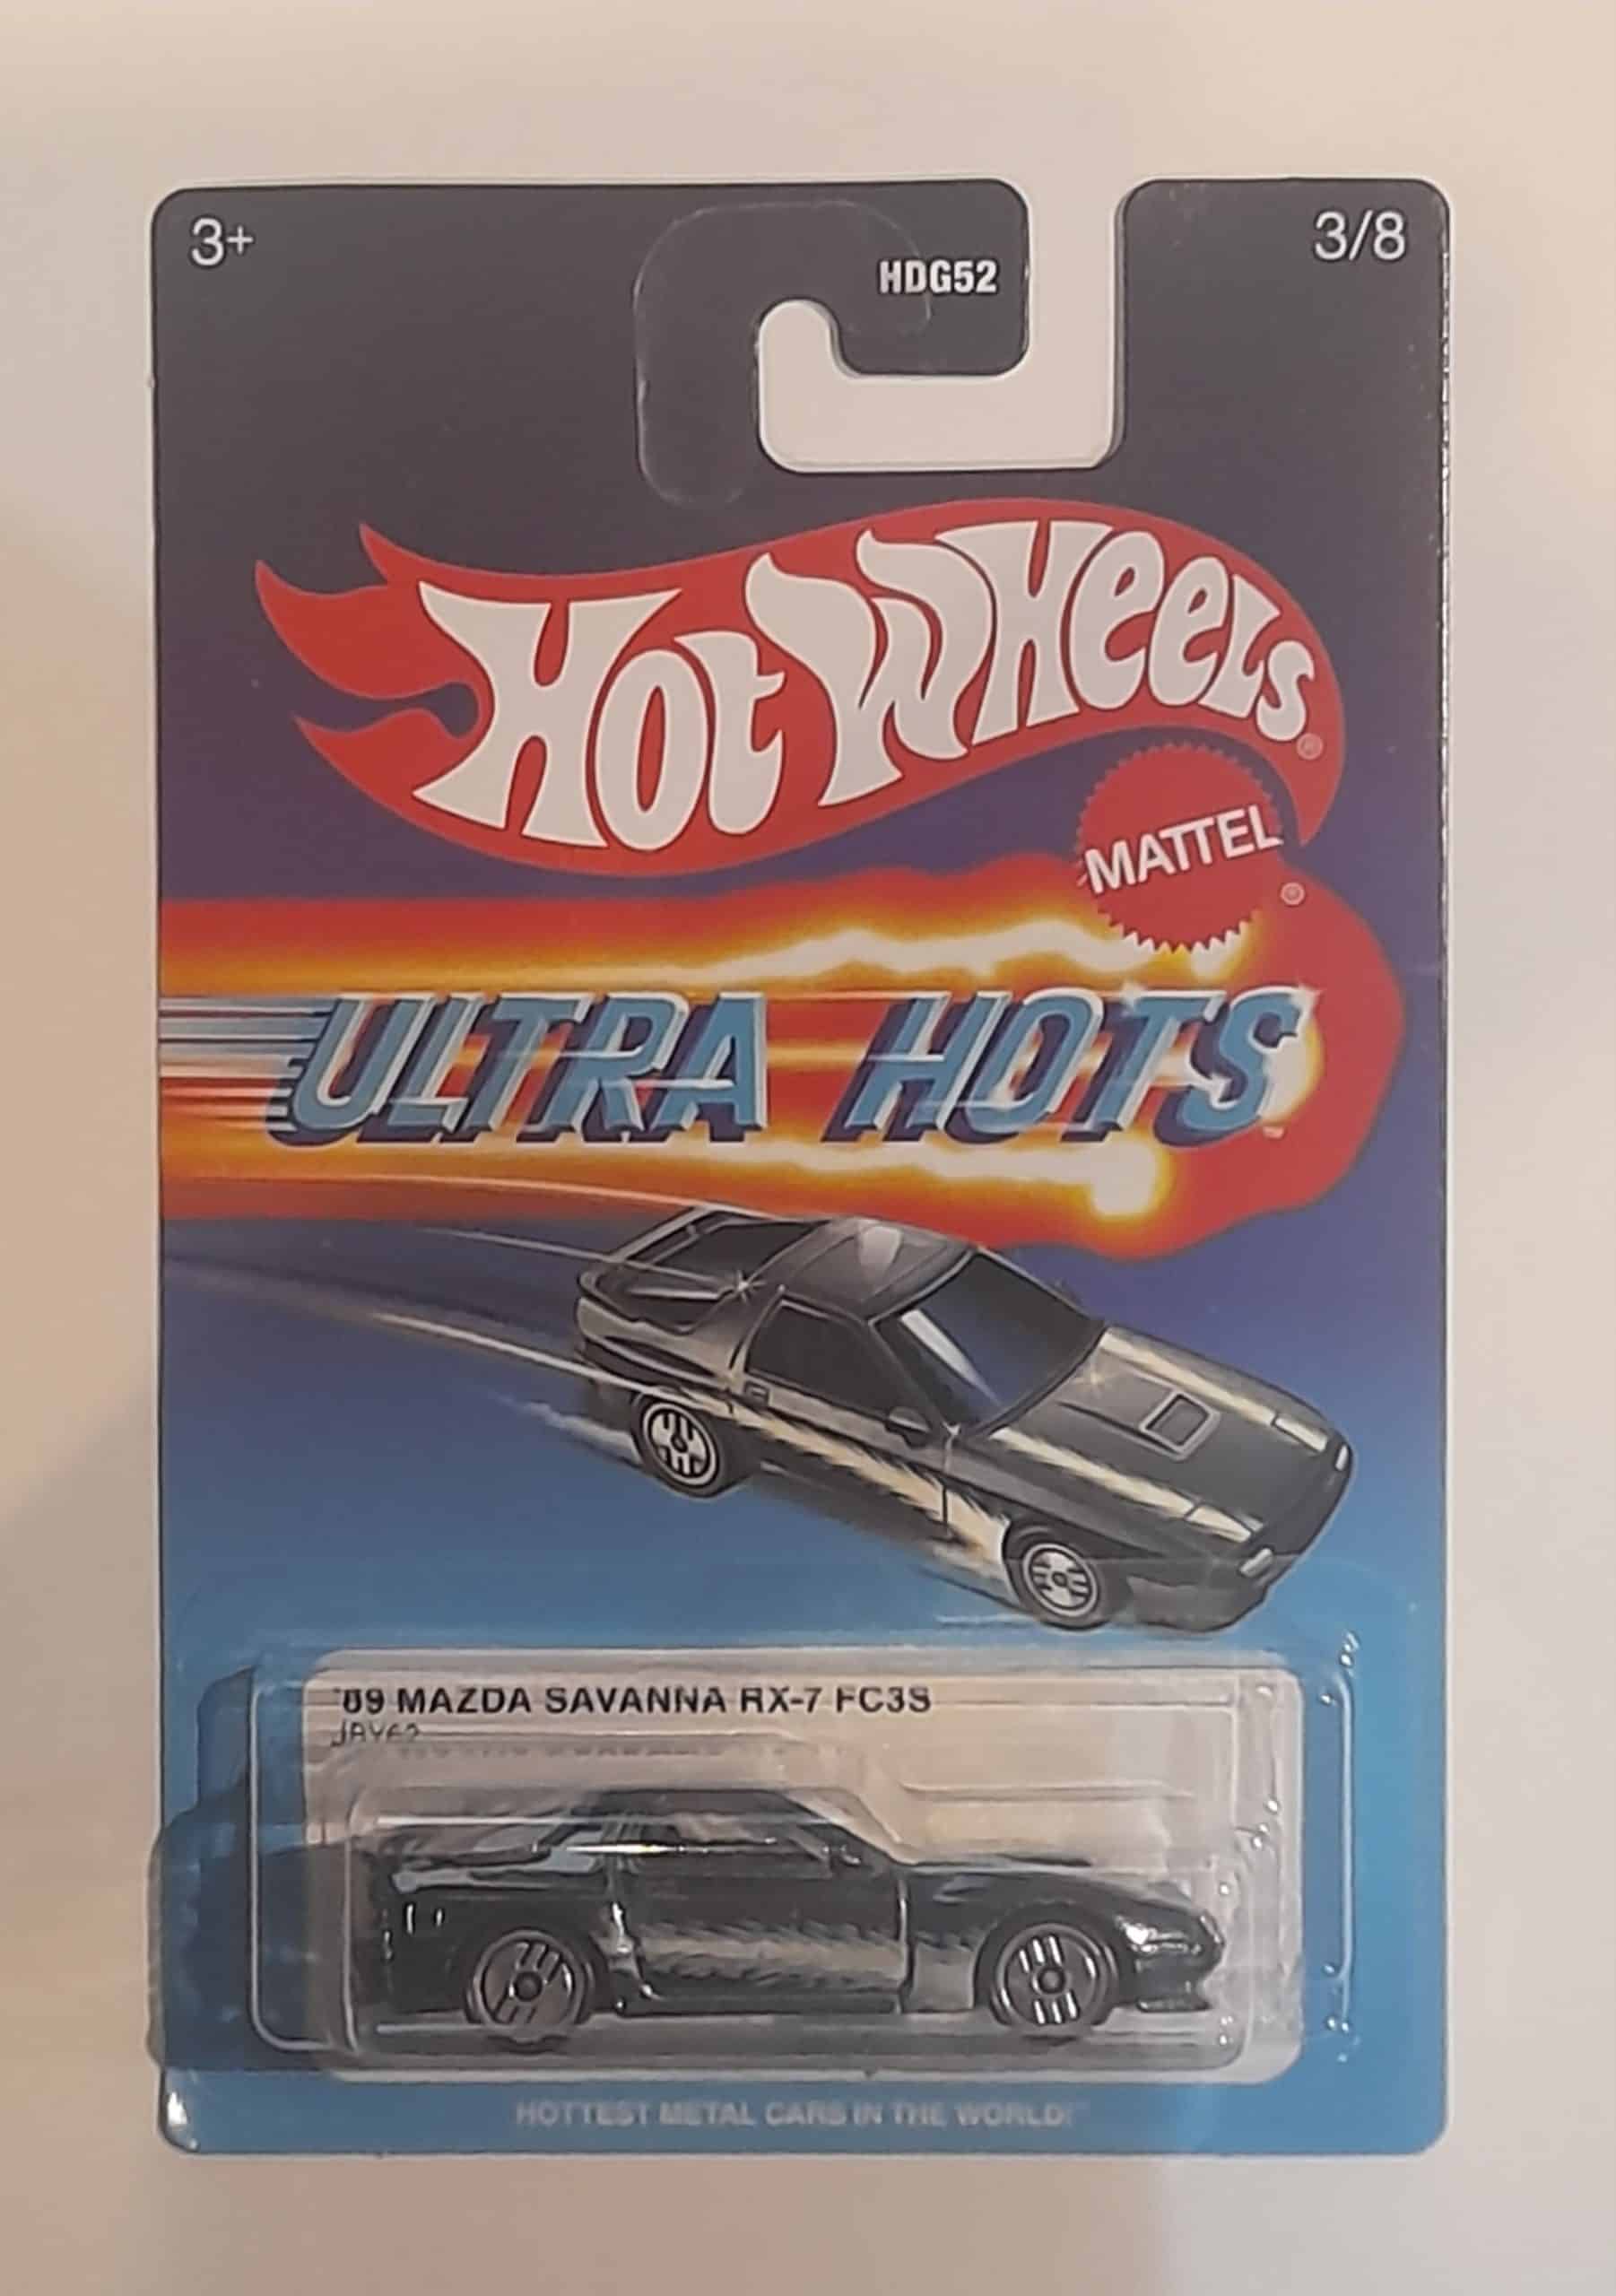 3+
3/8
HDG52
Hot Wheels®
MATTEL®
ULTRA HOTS
'89 MAZDA SAVANNA RX-7 FC3S
HOTTEST METAL CARS IN THE WORLD!™